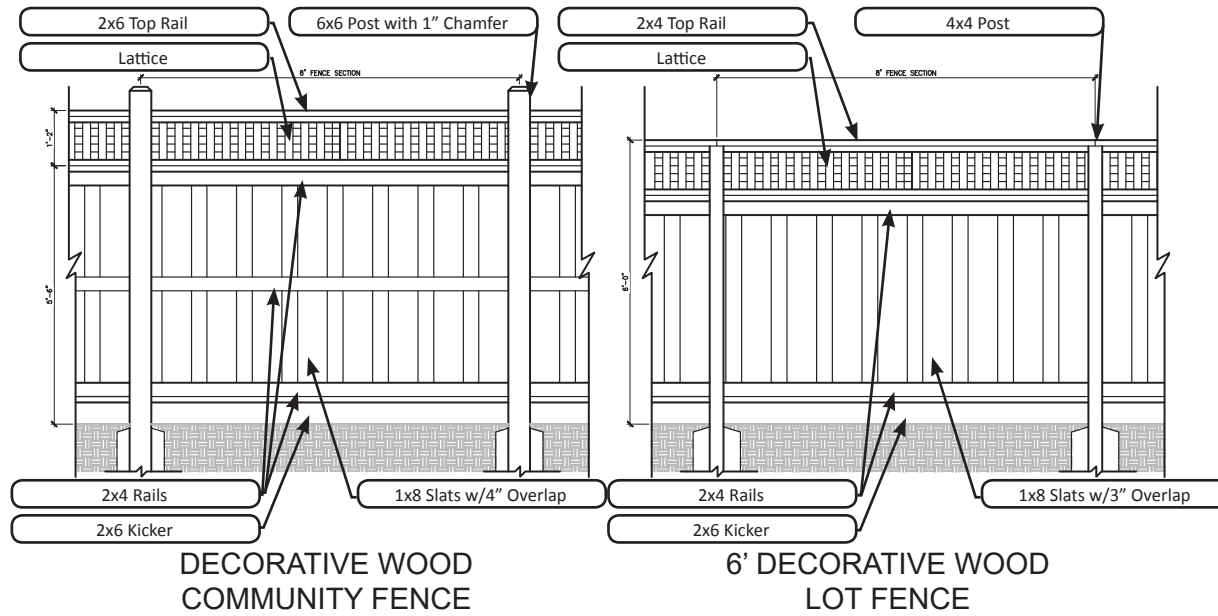 2x6 Top Rail
6x6 Post with 1” Chamfer
Lattice
8' FENCE SECTION
1'-2"
5'-6"
2x4 Rails
1x8 Slats w/4” Overlap
2x6 Kicker
DECORATIVE WOOD
COMMUNITY FENCE
2x4 Top Rail
4x4 Post
Lattice
8' FENCE SECTION
6'-0"
2x4 Rails
1x8 Slats w/3” Overlap
2x6 Kicker
6’ DECORATIVE WOOD
LOT FENCE